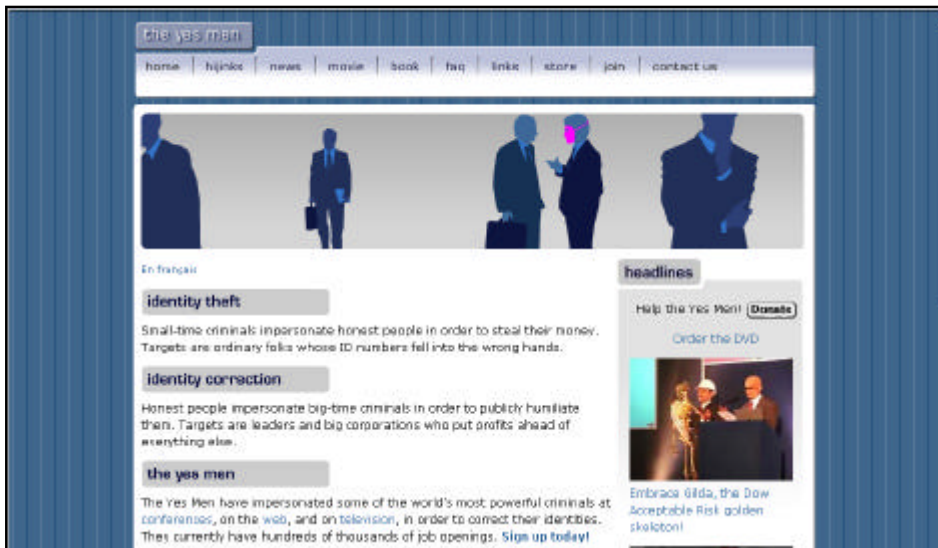 the yes men
home hijinks news movie book faq links store join contact us
En français
identity theft
Small-time criminals impersonate honest people in order to steal their money.
Targets are ordinary folks whose ID numbers fell into the wrong hands.
identity correction
Honest people impersonate big-time criminals in order to publicly humiliate
them. Targets are leaders and big corporations who put profits ahead of
everything else.
the yes men
The Yes Men have impersonated some of the world's most powerful criminals at
conferences, on the web, and on television, in order to correct their identities.
They currently have hundreds of thousands of job openings. Sign up today!
headlines
Help the Yes Men! Donate
Order the DVD
Embrace Gilda, the Dow
Acceptable Risk golden
skeleton!